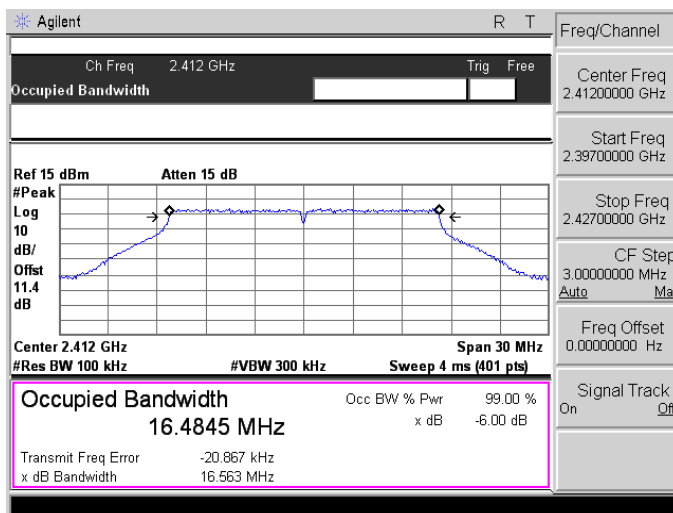 Agilent R T
Freq/Channel
Ch Freq 2.412 GHz Trig Free
Occupied Bandwidth
Center Freq
2.41200000 GHz
Start Freq
2.39700000 GHz
Stop Freq
2.42700000 GHz
CF Step
3.00000000 MHz
Auto Ma
Freq Offset
0.00000000 Hz
Signal Track
On Off
Ref 15 dBm Atten 15 dB
#Peak
Log
10
dB/
Offst
11.4
dB
Center 2.412 GHz Span 30 MHz
#Res BW 100 kHz #VBW 300 kHz Sweep 4 ms (401 pts)
Occupied Bandwidth Occ BW % Pwr 99.00 %
16.4845 MHz x dB -6.00 dB
Transmit Freq Error -20.867 kHz
x dB Bandwidth 16.563 MHz